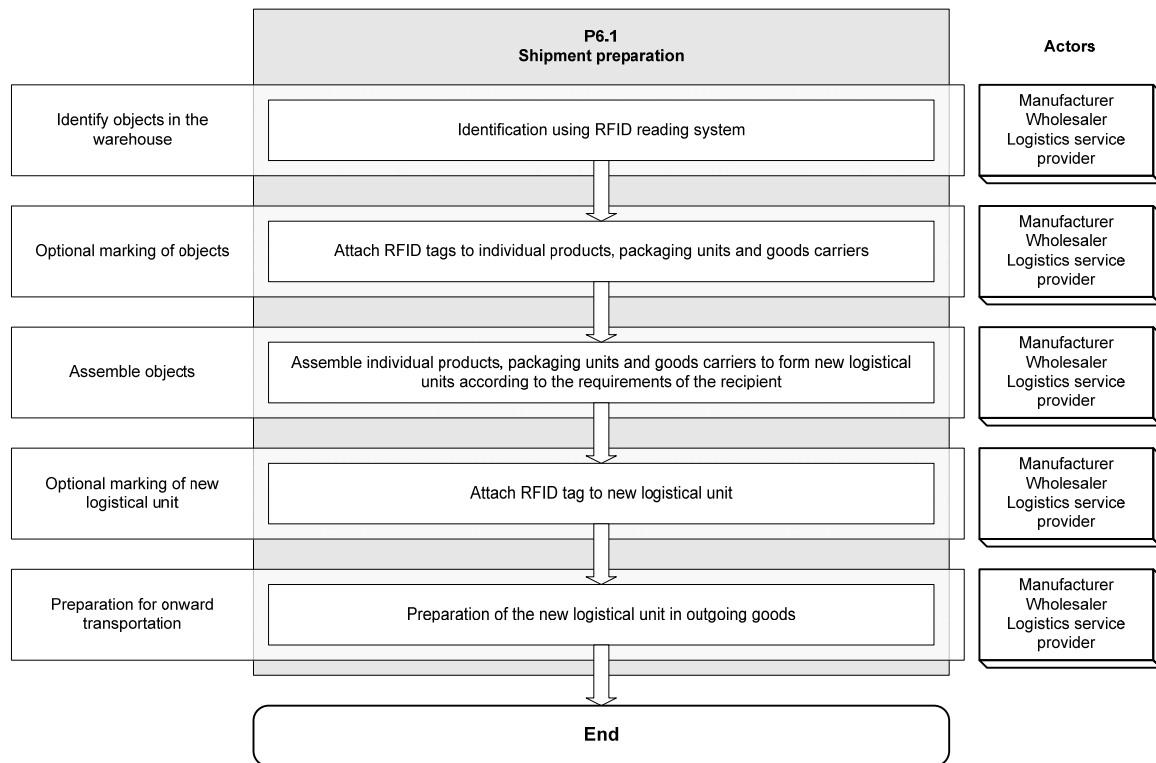 P6.1
Shipment preparation
Actors
Identify objects in the
warehouse
Identification using RFID reading system
Manufacturer
Wholesaler
Logistics service
provider
Optional marking of objects
Attach RFID tags to individual products, packaging units and goods carriers
Manufacturer
Wholesaler
Logistics service
provider
Assemble objects
Assemble individual products, packaging units and goods carriers to form new logistical
units according to the requirements of the recipient
Manufacturer
Wholesaler
Logistics service
provider
Optional marking of new
logistical unit
Attach RFID tag to new logistical unit
Manufacturer
Wholesaler
Logistics service
provider
Preparation for onward
transportation
Preparation of the new logistical unit in outgoing goods
Manufacturer
Wholesaler
Logistics service
provider
End